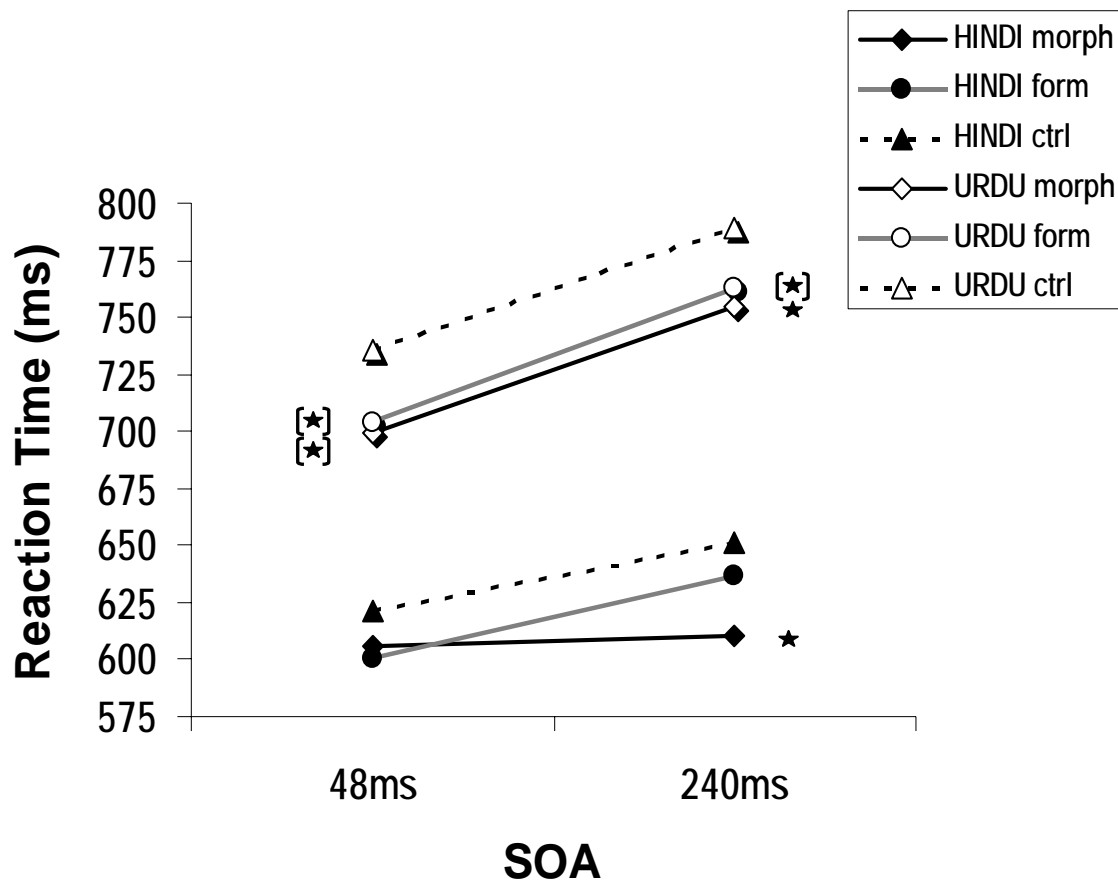 HINDI morph
HINDI form
HINDI ctrl
URDU morph
URDU form
URDU ctrl
Reaction Time (ms)
800
775
750
725
700
675
650
625
600
575
48ms 240ms
SOA